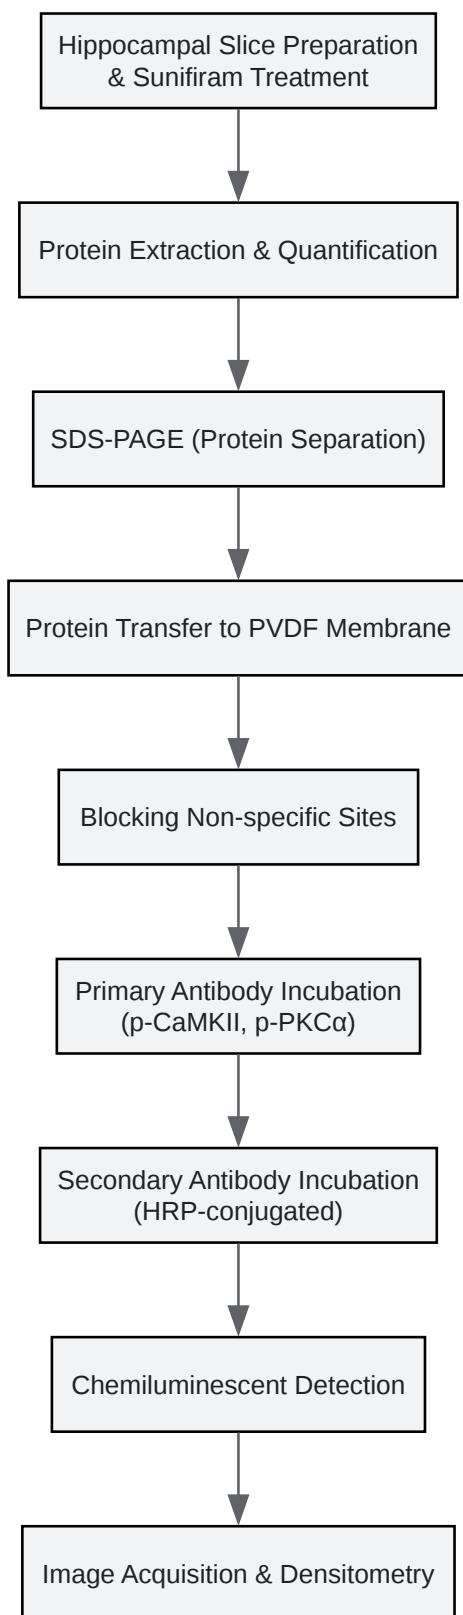 Hippocampal Slice Preparation
& Sunifiram Treatment
Protein Extraction & Quantification
SDS-PAGE (Protein Separation)
Protein Transfer to PVDF Membrane
Blocking Non-specific Sites
Primary Antibody Incubation
(p-CaMKII, p-PKCα)
Secondary Antibody Incubation
(HRP-conjugated)
Chemiluminescent Detection
Image Acquisition & Densitometry